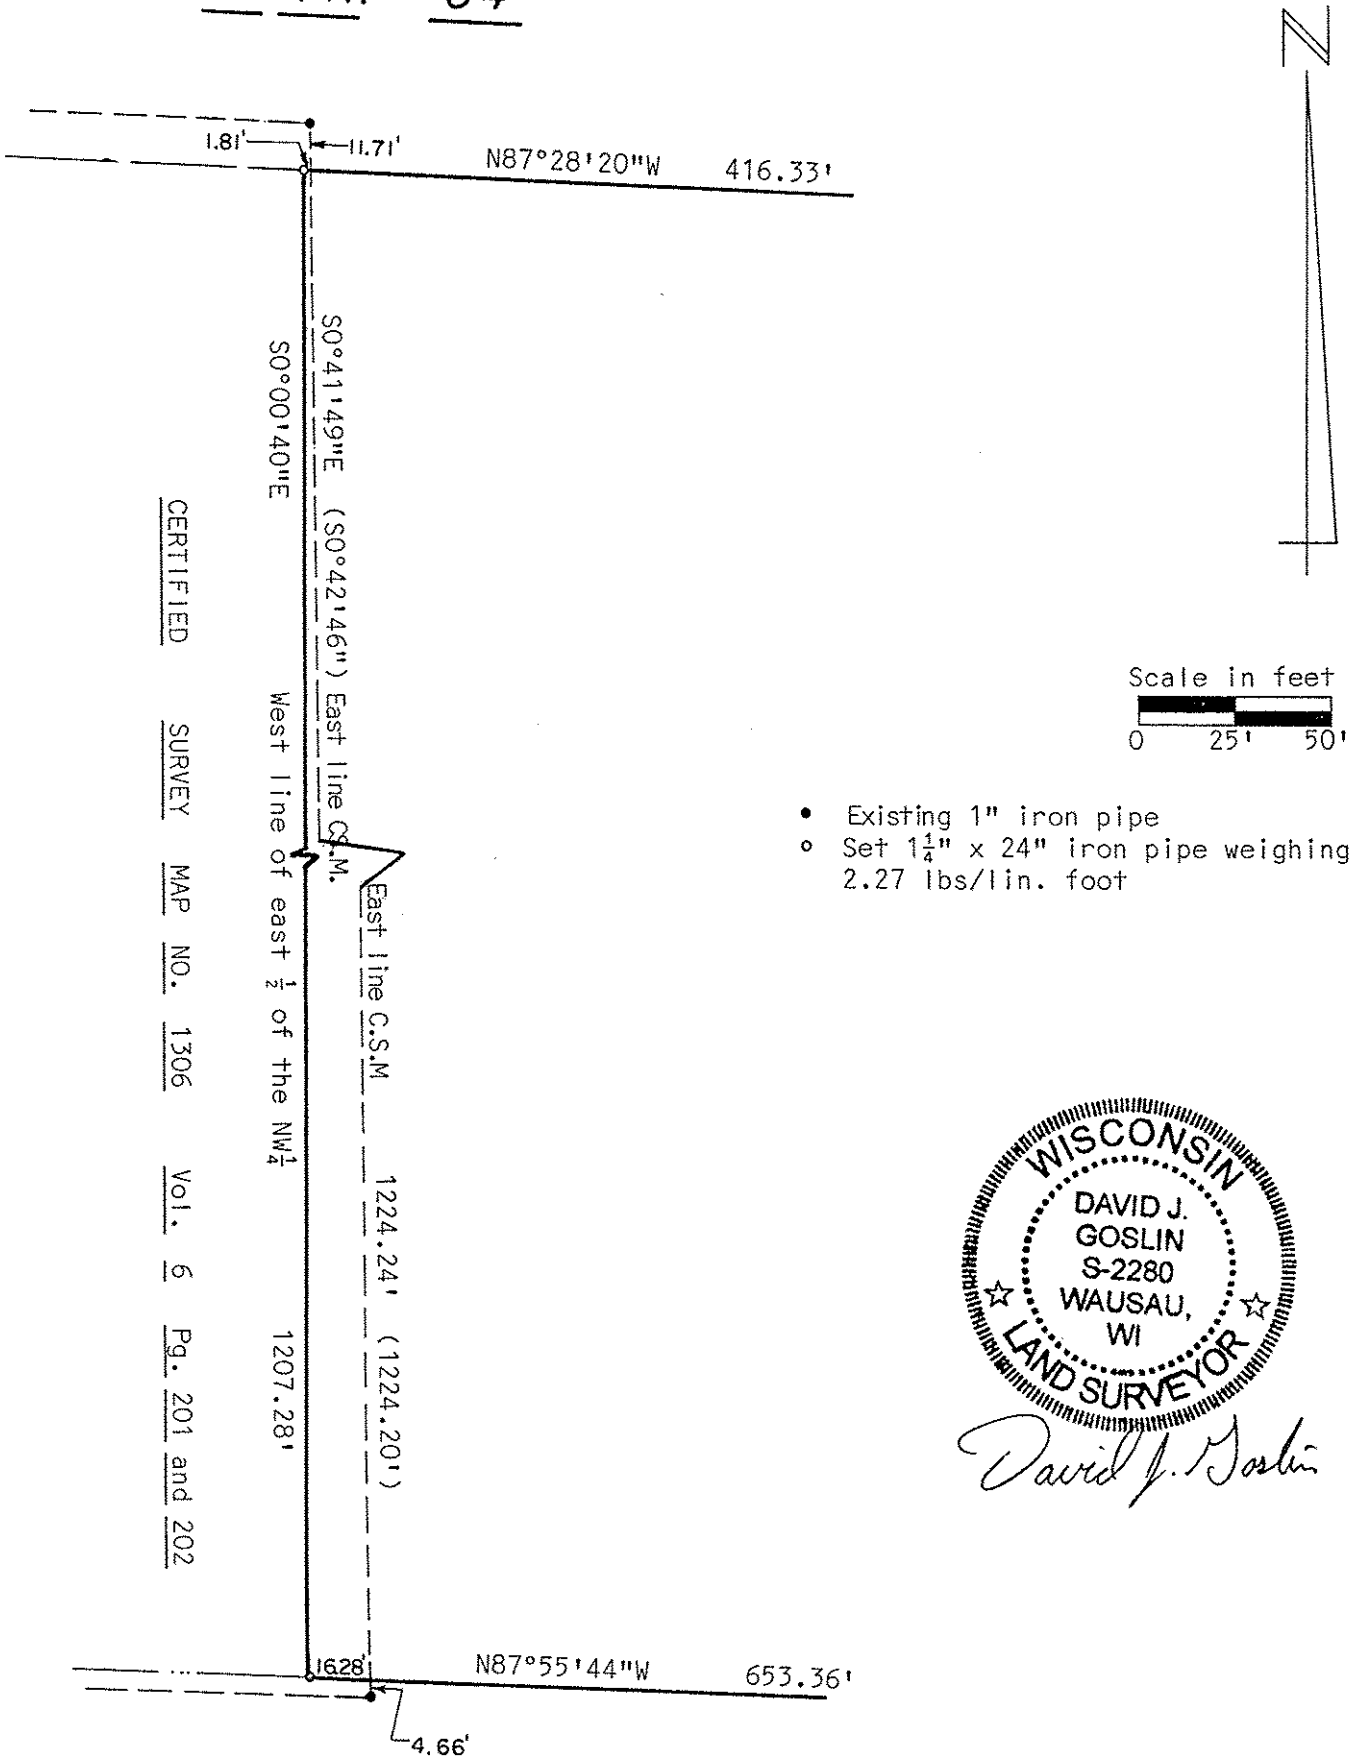 N
1.81'
11.71'
N87°28'20"W 416.33'
S0°41'49"E (S0°42'46") East line C.S.M.
S0°00'40"E West line of east ½ of the NW¼ 1207.28'
CERTIFIED SURVEY MAP NO. 1306 Vol. 6 Pg. 201 and 202
East line C.S.M 1224.24' (1224.20')
Scale in feet
0 25' 50'
Existing 1" iron pipe
Set 1¼" x 24" iron pipe weighing
2.27 lbs/lin. foot
WISCONSIN
DAVID J.
GOSLIN
S-2280
WAUSAU,
WI
LAND SURVEYOR
David J. Goslin
16.28'
N87°55'44"W 653.36'
4.66'